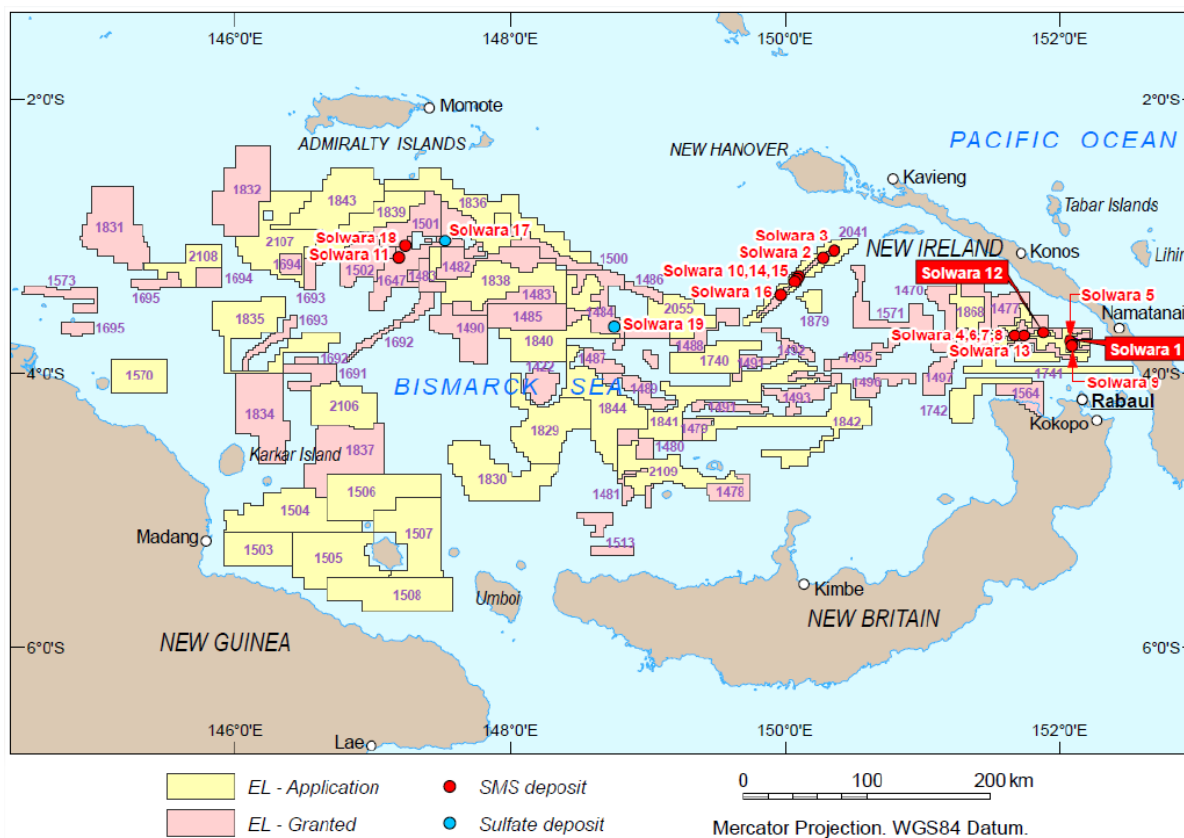 146°0'E 148°0'E 150°0'E 152°0'E
2°0'S 2°0'S
Momote
ADMIRALTY ISLANDS
PACIFIC OCEAN
NEW HANOVER
Kavieng
Tabar Islands
1832
1843
1836
1831
1839
1501
Solwara 17
Solwara 3
2041
NEW IRELAND
Konos
Lihir
2107
Solwara 18
Solwara 11
Solwara 2
2108
1694
1694
1502
1482
1500
Solwara 12
1573
1695
1693
1647
1483
1838
1483
1486
Solwara 10,14,15
Solwara 16
1470
Solwara 5
Namatanai
1695
1835
1693
1692
1490
1485
1484
2055
1879
1571
1868
1477
Solwara 19
Solwara 4,6,7;8
Solwara 13
Solwara 1
1840
1488
1492
1570
1692
1691
1487
1740
1491
1495
4°0'S 4°0'S
1422
1741
Solwara 9
BISMARCK SEA
1489
1496
1497
1834
2106
1844
1491
1493
1742
1564
Rabaul
Kokopo
1829
1841
1479
1842
1837
1480
Karkar Island
1830
2109
1506
1481
1478
1504
1507
1513
Madang
1503
1505
1508
Umboi
Kimbe
NEW BRITAIN
NEW GUINEA
6°0'S 6°0'S
146°0'E 148°0'E 150°0'E 152°0'E
Lae
EL - Application
SMS deposit
0 100 200 km
EL - Granted
Sulfate deposit
Mercator Projection. WGS84 Datum.